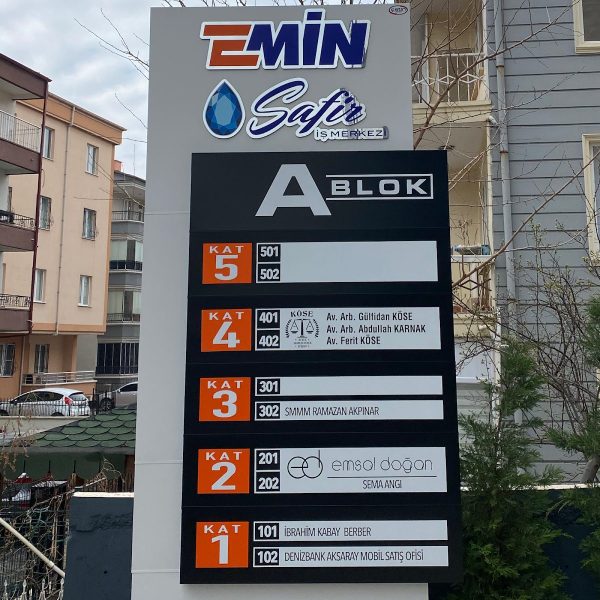 EMİN
Safir
İŞ MERKEZİ
A BLOK
KAT 5
501
502
KAT 4
401
402
KÖSE
Av. Arb. Gülfidan KÖSE
Av. Arb. Abdullah KARNAK
Av. Ferit KÖSE
KAT 3
301
302 SMMM RAMAZAN AKPINAR
KAT 2
201
202
ed emsal doğan
SEMA ANGI
KAT 1
101 İBRAHİM KABAY BERBER
102 DENİZBANK AKSARAY MOBİL SATIŞ OFİSİ